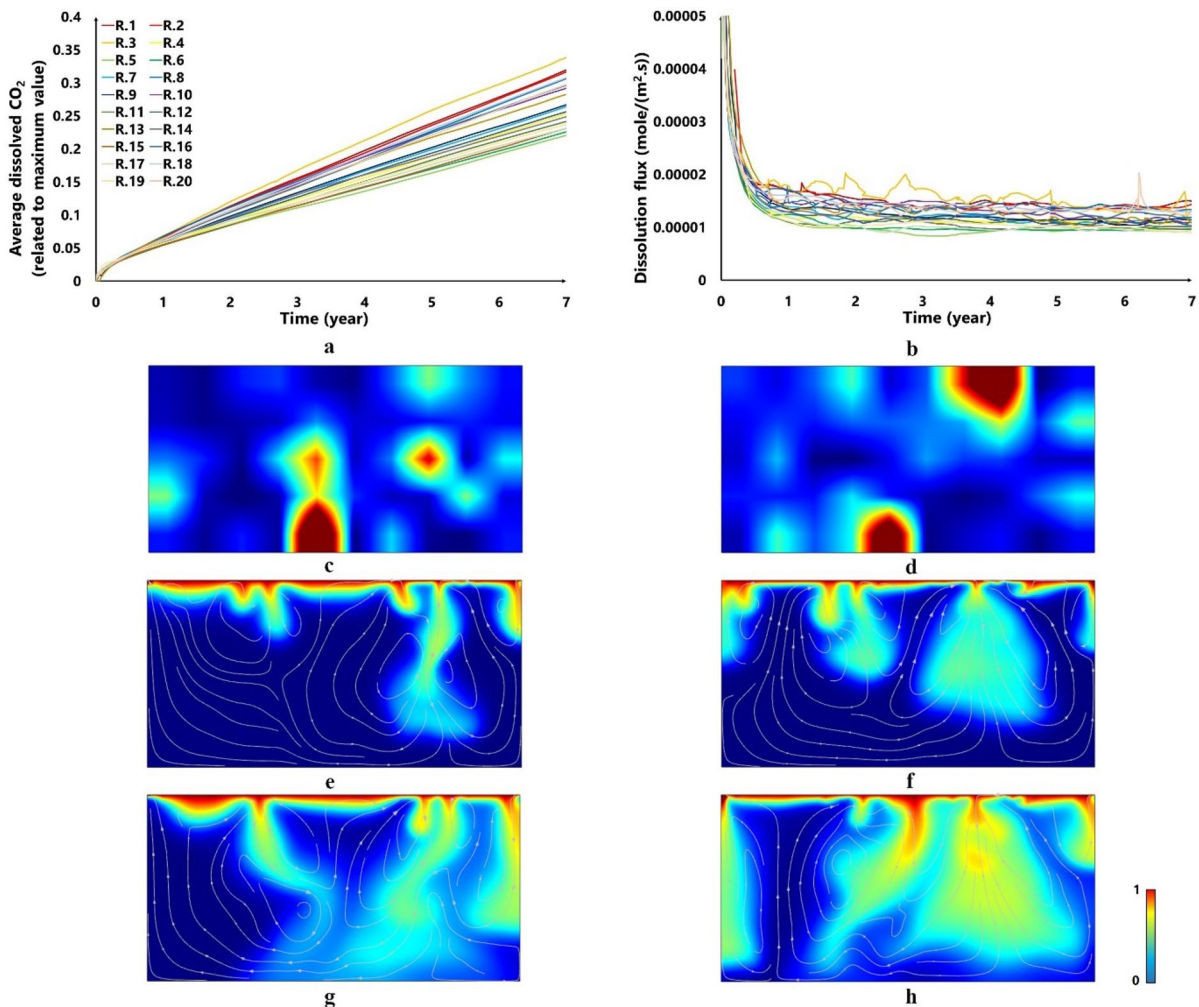 Average dissolved CO2
(related to maximum value)
0.4
0.35
0.3
0.25
0.2
0.15
0.1
0.05
0
R.1 R.2
R.3 R.4
R.5 R.6
R.7 R.8
R.9 R.10
R.11 R.12
R.13 R.14
R.15 R.16
R.17 R.18
R.19 R.20
0 1 2 3 4 5 6 7
Time (year)
a
Dissolution flux (mole/(m².s))
0.00005
0.00004
0.00003
0.00002
0.00001
0
0 1 2 3 4 5 6 7
Time (year)
b
c
d
e
f
g
h
1
0